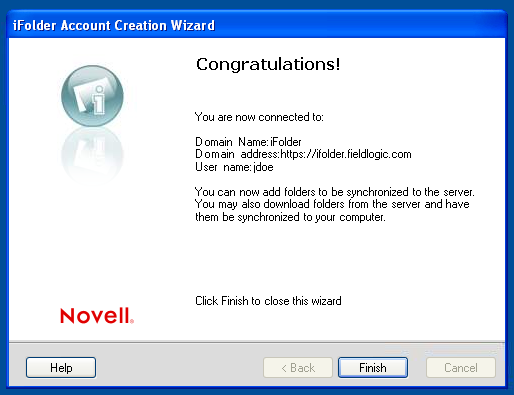 iFolder Account Creation Wizard
Congratulations!
You are now connected to:
Domain Name:iFolder
Domain address:https://ifolder.fieldlogic.com
User name:jdoe
You can now add folders to be synchronized to the server.
You may also download folders from the server and have
them be synchronized to your computer.
Click Finish to close this wizard
Novell®
Help
< Back
Finish
Cancel